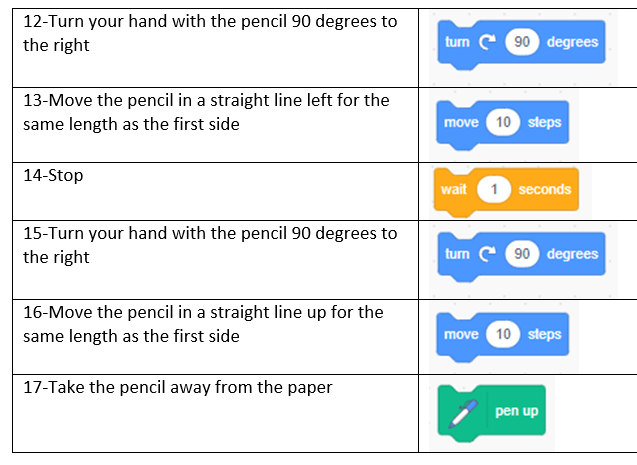 12-Turn your hand with the pencil 90 degrees to
the right
turn 90 degrees
13-Move the pencil in a straight line left for the
same length as the first side
move 10 steps
14-Stop
wait 1 seconds
15-Turn your hand with the pencil 90 degrees to
the right
turn 90 degrees
16-Move the pencil in a straight line up for the
same length as the first side
move 10 steps
17-Take the pencil away from the paper
pen up